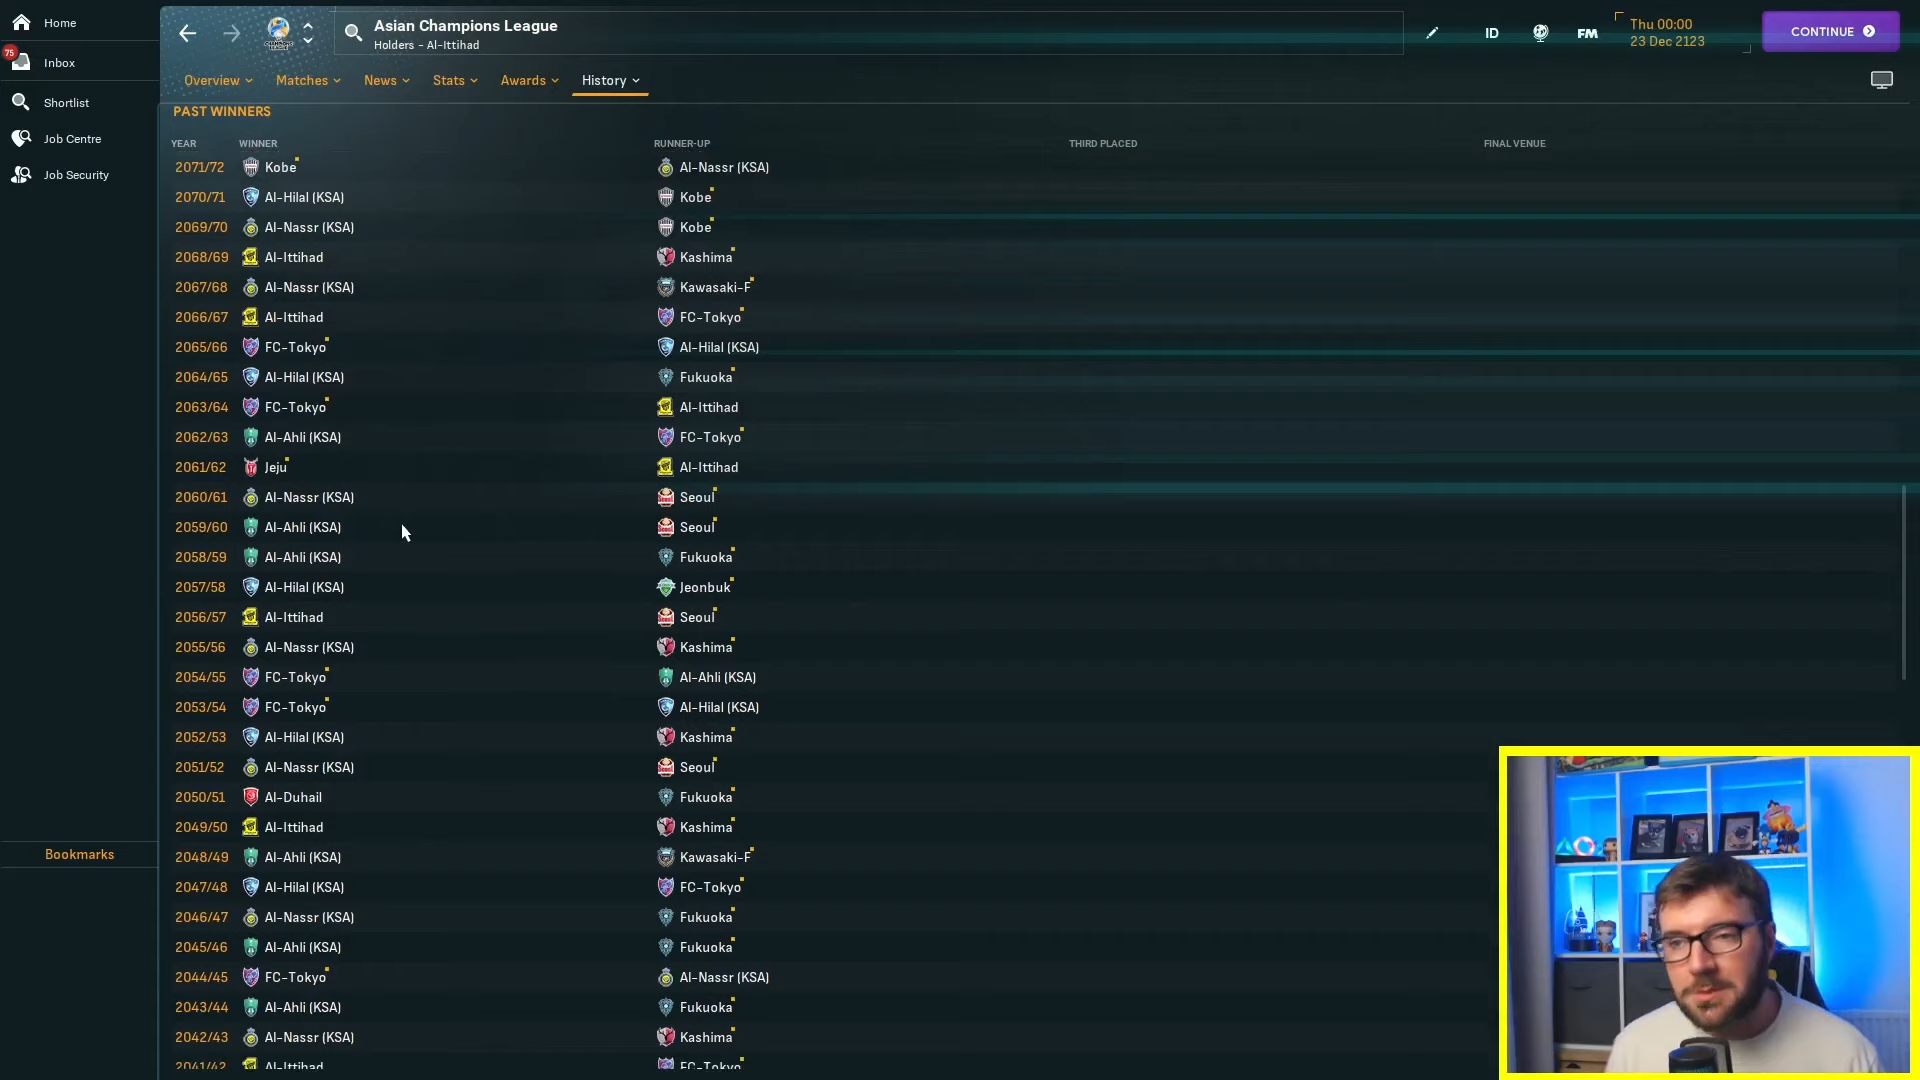 Home
75
Inbox
Shortlist
Job Centre
Job Security
Bookmarks
Asian Champions League
Holders - Al-Ittihad
ID
FM
Thu 00:00
23 Dec 2123
CONTINUE
Overview Matches News Stats Awards History
PAST WINNERS
YEAR WINNER RUNNER-UP THIRD PLACED FINAL VENUE
2071/72 Kobe Al-Nassr (KSA)
2070/71 Al-Hilal (KSA) Kobe
2069/70 Al-Nassr (KSA) Kobe
2068/69 Al-Ittihad Kashima
2067/68 Al-Nassr (KSA) Kawasaki-F
2066/67 Al-Ittihad FC-Tokyo
2065/66 FC-Tokyo Al-Hilal (KSA)
2064/65 Al-Hilal (KSA) Fukuoka
2063/64 FC-Tokyo Al-Ittihad
2062/63 Al-Ahli (KSA) FC-Tokyo
2061/62 Jeju Al-Ittihad
2060/61 Al-Nassr (KSA) Seoul
2059/60 Al-Ahli (KSA) Seoul
2058/59 Al-Ahli (KSA) Fukuoka
2057/58 Al-Hilal (KSA) Jeonbuk
2056/57 Al-Ittihad Seoul
2055/56 Al-Nassr (KSA) Kashima
2054/55 FC-Tokyo Al-Ahli (KSA)
2053/54 FC-Tokyo Al-Hilal (KSA)
2052/53 Al-Hilal (KSA) Kashima
2051/52 Al-Nassr (KSA) Seoul
2050/51 Al-Duhail Fukuoka
2049/50 Al-Ittihad Kashima
2048/49 Al-Ahli (KSA) Kawasaki-F
2047/48 Al-Hilal (KSA) FC-Tokyo
2046/47 Al-Nassr (KSA) Fukuoka
2045/46 Al-Ahli (KSA) Fukuoka
2044/45 FC-Tokyo Al-Nassr (KSA)
2043/44 Al-Ahli (KSA) Fukuoka
2042/43 Al-Nassr (KSA) Kashima
2041/42 Al-Ittihad FC-Tokyo